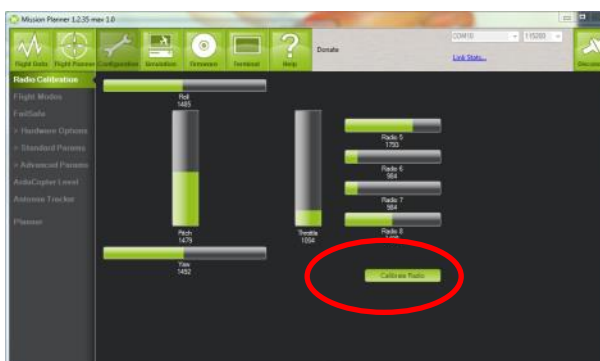 Mission Planner 1.2.35 mav 1.0
Flight Data Flight Planner Configuration Simulation Firmware Terminal Help Donate
COM10 115200
Link Stats...
Disconnect
Radio Calibration
Flight Modes
FailSafe
> Hardware Options
> Standard Params
> Advanced Params
ArduCopter Level
Antenna Tracker
Planner
Roll
1485
Pitch
1479
Throttle
Yaw
1492
Radio 5
Radio 6
984
Radio 7
984
Radio 8
Calibrate Radio